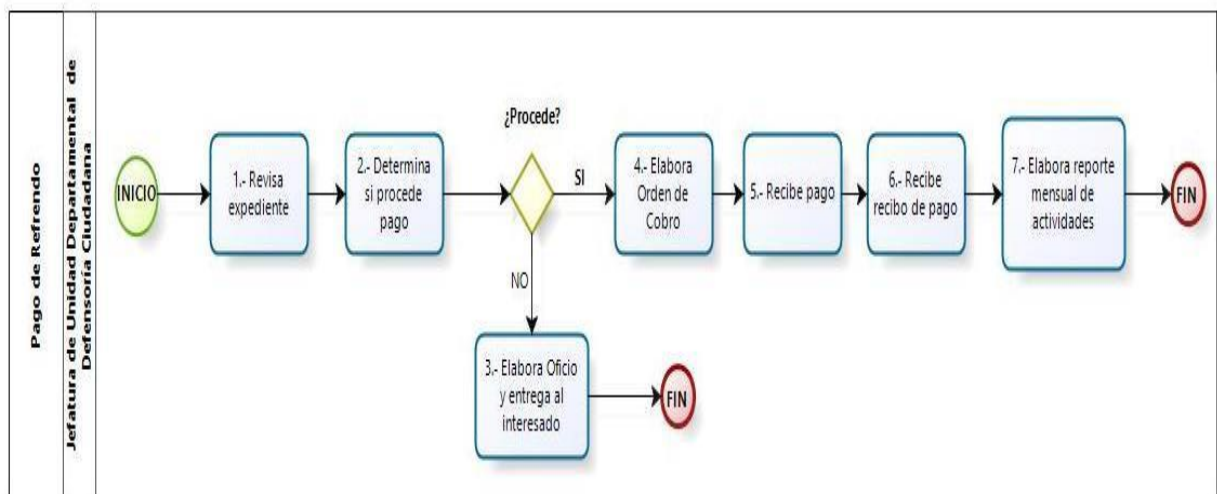 Pago de Refrendo
Jefatura de Unidad Departamental de
Defensoría Ciudadana
INICIO
1.- Revisa
expediente
2.- Determina
si procede
pago
¿Procede?
SI
4.- Elabora
Orden de
Cobro
5.- Recibe pago
6.- Recibe
recibo de pago
7.- Elabora reporte
mensual de
actividades
FIN
NO
3.- Elabora Oficio
y entrega al
interesado
FIN